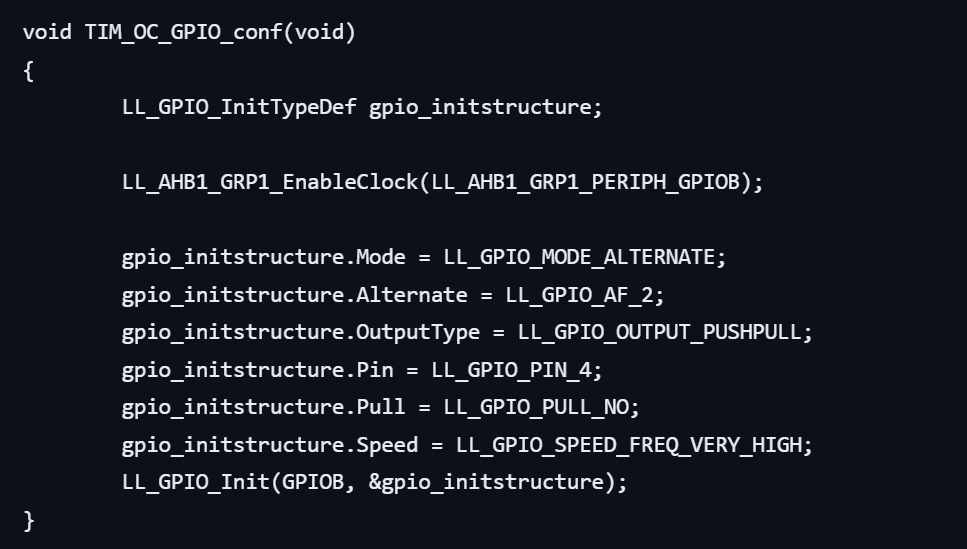 void TIM_OC_GPIO_conf(void)
{
        LL_GPIO_InitTypeDef gpio_initstructure;

        LL_AHB1_GRP1_EnableClock(LL_AHB1_GRP1_PERIPH_GPIOB);

        gpio_initstructure.Mode = LL_GPIO_MODE_ALTERNATE;
        gpio_initstructure.Alternate = LL_GPIO_AF_2;
        gpio_initstructure.OutputType = LL_GPIO_OUTPUT_PUSHPULL;
        gpio_initstructure.Pin = LL_GPIO_PIN_4;
        gpio_initstructure.Pull = LL_GPIO_PULL_NO;
        gpio_initstructure.Speed = LL_GPIO_SPEED_FREQ_VERY_HIGH;
        LL_GPIO_Init(GPIOB, &gpio_initstructure);
}